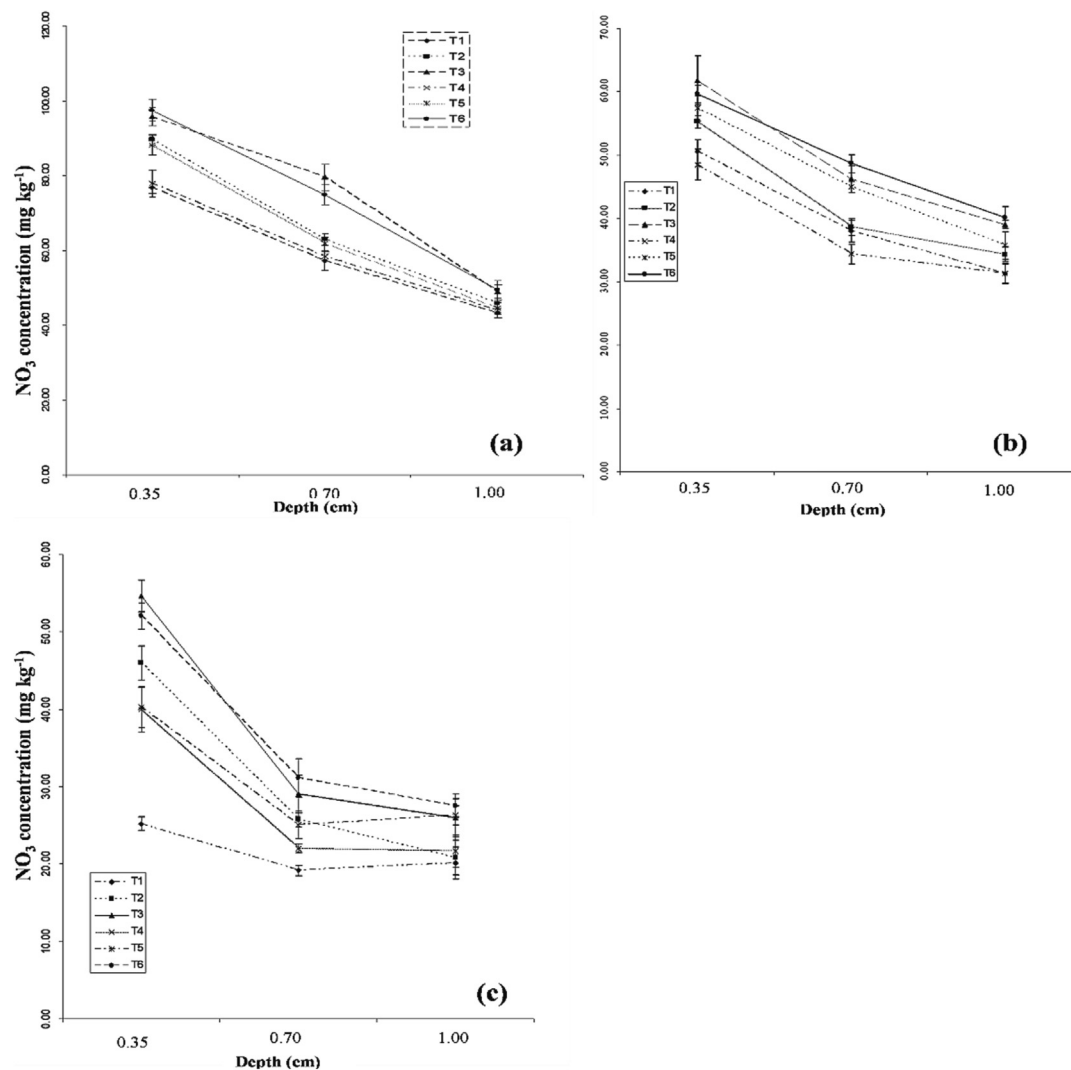 NO3 concentration (mg kg-1)
120.00
100.00
80.00
60.00
40.00
20.00
0.00
T1
T2
T3
T4
T5
T6
(a)
0.35
0.70
1.00
Depth (cm)
70.00
60.00
50.00
40.00
30.00
20.00
10.00
0.00
T1
T2
T3
T4
T5
T6
(b)
0.35
0.70
1.00
Depth (cm)
NO3 concentration (mg kg-1)
60.00
50.00
40.00
30.00
20.00
10.00
0.00
T1
T2
T3
T4
T5
T6
(c)
0.35
0.70
1.00
Depth (cm)